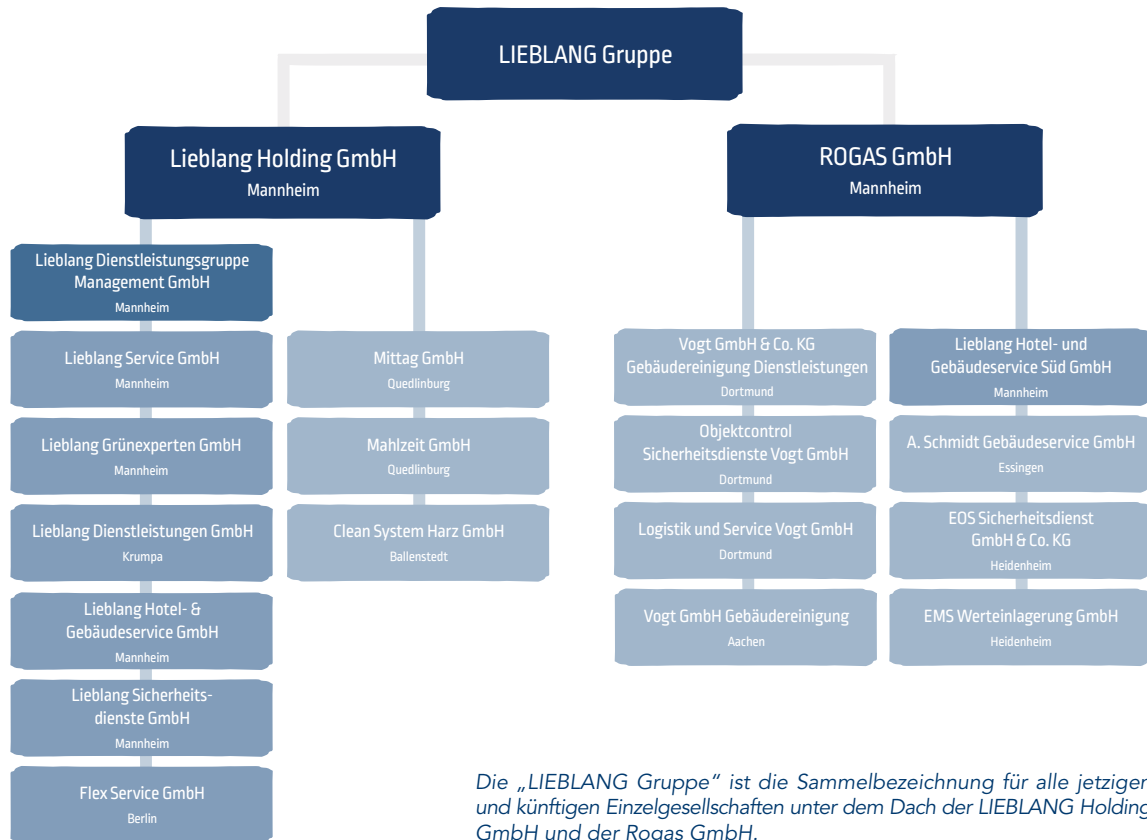 LIEBLANG Gruppe
Lieblang Holding GmbH
Mannheim
ROGAS GmbH
Mannheim
Lieblang Dienstleistungsgruppe
Management GmbH
Mannheim
Lieblang Service GmbH
Mannheim
Lieblang Grünexperten GmbH
Mannheim
Lieblang Dienstleistungen GmbH
Krumpa
Lieblang Hotel- &
Gebäudeservice GmbH
Mannheim
Lieblang Sicherheits-
dienste GmbH
Mannheim
Flex Service GmbH
Berlin
Mittag GmbH
Quedlinburg
Mahlzeit GmbH
Quedlinburg
Clean System Harz GmbH
Ballenstedt
Vogt GmbH & Co. KG
Gebäudereinigung Dienstleistungen
Dortmund
Objektcontrol
Sicherheitsdienste Vogt GmbH
Dortmund
Logistik und Service Vogt GmbH
Dortmund
Vogt GmbH Gebäudereinigung
Aachen
Lieblang Hotel- und
Gebäudeservice Süd GmbH
Mannheim
A. Schmidt Gebäudeservice GmbH
Essingen
EOS Sicherheitsdienst
GmbH & Co. KG
Heidenheim
EMS Werteinlagerung GmbH
Heidenheim
Die „LIEBLANG Gruppe“ ist die Sammelbezeichnung für alle jetzigen
und künftigen Einzelgesellschaften unter dem Dach der LIEBLANG Holding
GmbH und der Rogas GmbH.